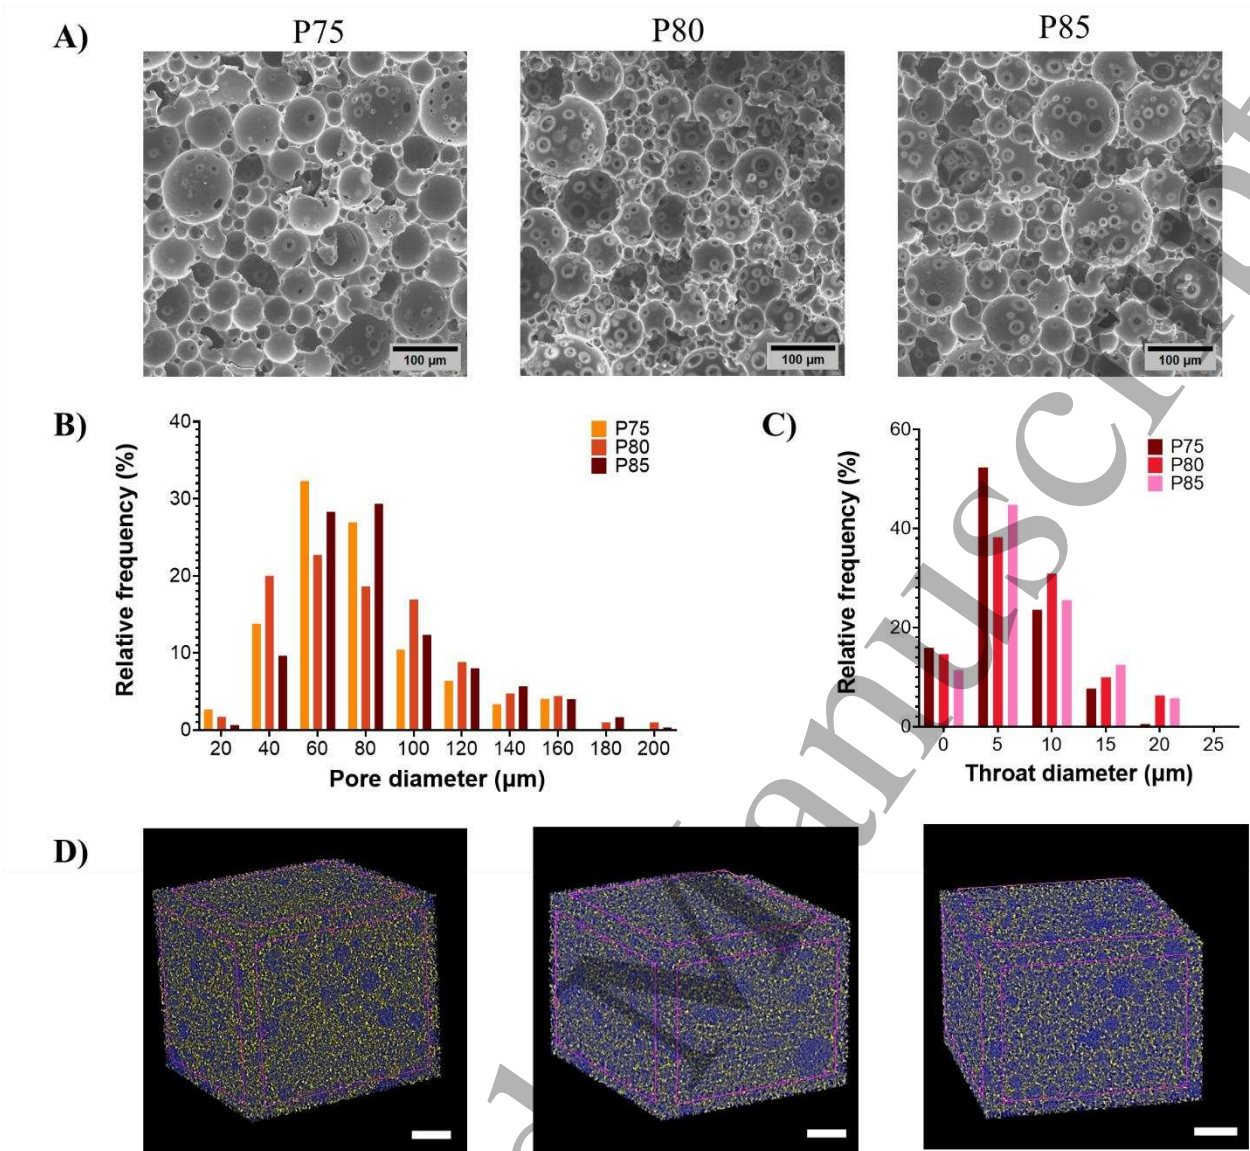 A)
P75
P80
P85
100 µm
100 µm
100 µm
B)
40
30
20
10
0
Relative frequency (%)
P75
P80
P85
20 40 60 80 100 120 140 160 180 200
Pore diameter (µm)
C)
60
40
20
0
Relative frequency (%)
P75
P80
P85
0 5 10 15 20 25
Throat diameter (µm)
D)